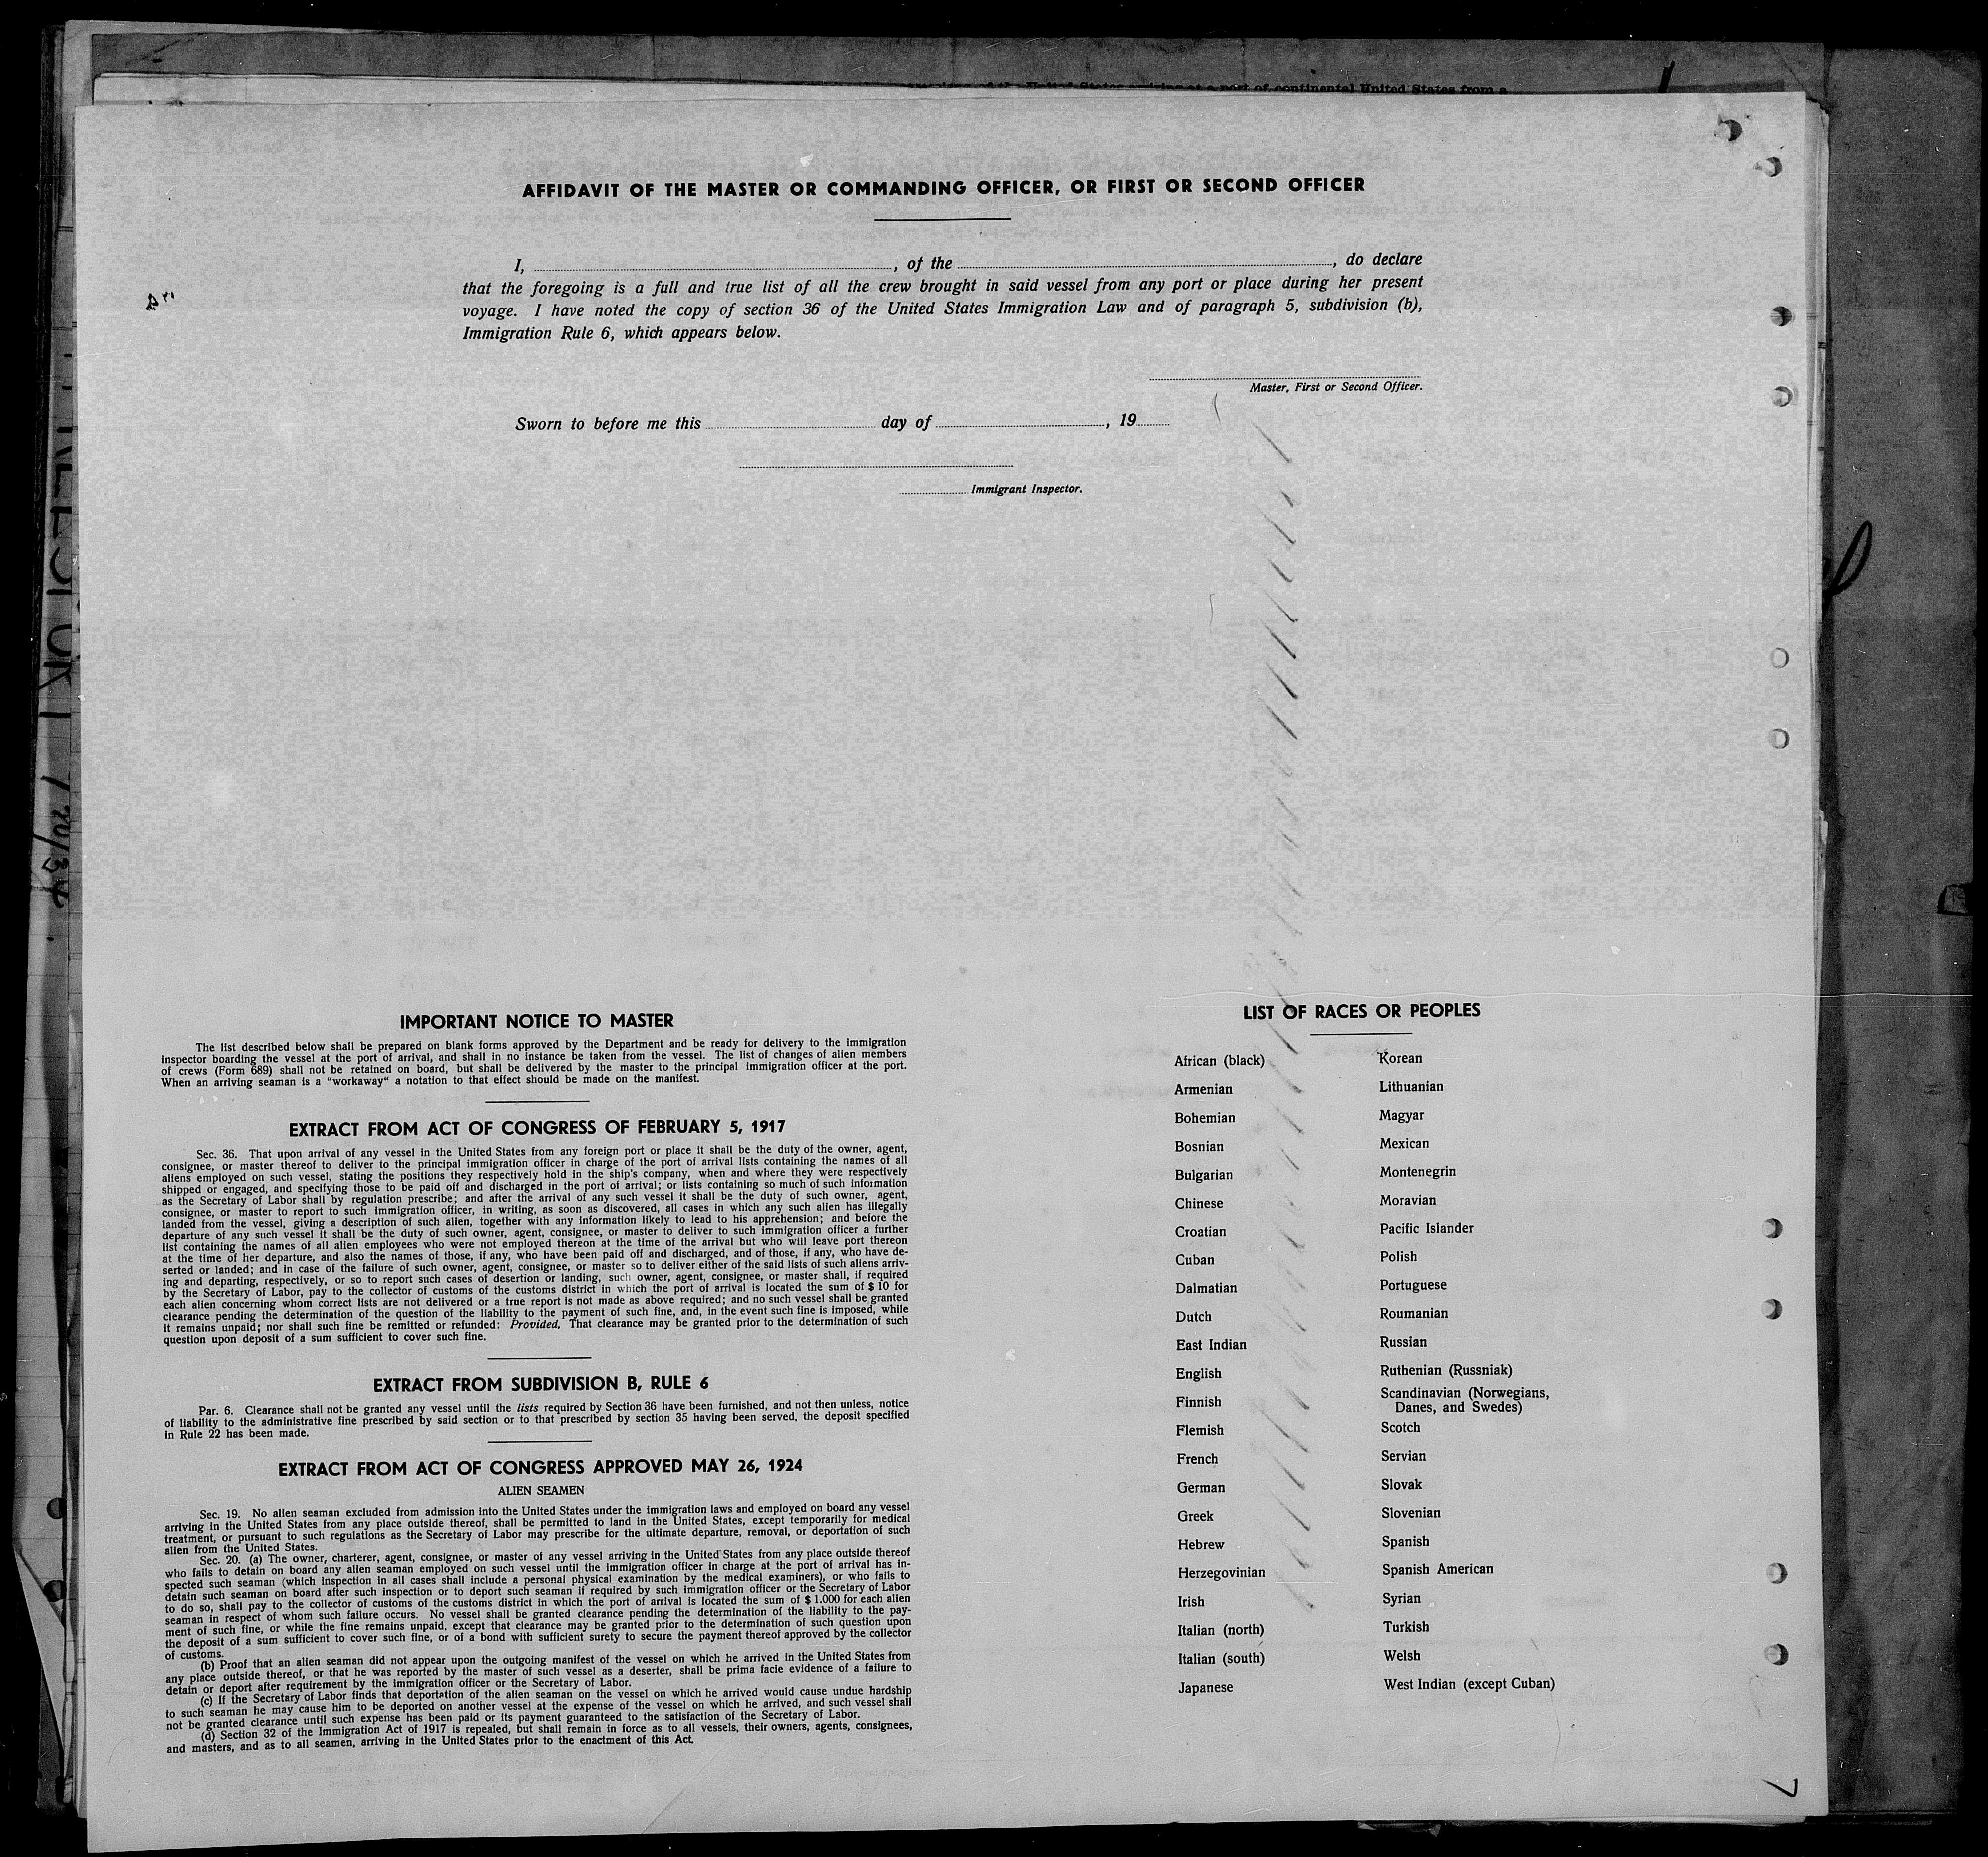 of the United States arriving at a port of continental United States from a
AFFIDAVIT OF THE MASTER OR COMMANDING OFFICER, OR FIRST OR SECOND OFFICER
I, , of the , do declare
that the foregoing is a full and true list of all the crew brought in said vessel from any port or place during her present
voyage. I have noted the copy of section 36 of the United States Immigration Law and of paragraph 5, subdivision (b),
Immigration Rule 6, which appears below.
Master, First or Second Officer.
Sworn to before me this day of , 19
Immigrant Inspector.
IMPORTANT NOTICE TO MASTER
The list described below shall be prepared on blank forms approved by the Department and be ready for delivery to the immigration
inspector boarding the vessel at the port of arrival, and shall in no instance be taken from the vessel. The list of changes of alien members
of crews (Form 689) shall not be retained on board, but shall be delivered by the master to the principal immigration officer at the port.
When an arriving seaman is a "workaway" a notation to that effect should be made on the manifest.
EXTRACT FROM ACT OF CONGRESS OF FEBRUARY 5, 1917
Sec. 36. That upon arrival of any vessel in the United States from any foreign port or place it shall be the duty of the owner, agent,
consignee, or master thereof to deliver to the principal immigration officer in charge of the port of arrival lists containing the names of all
aliens employed on such vessel, stating the positions they respectively hold in the ship's company, when and where they were respectively
shipped or engaged, and specifying those to be paid off and discharged in the port of arrival; or lists containing so much of such information
as the Secretary of Labor shall by regulation prescribe; and after the arrival of any such vessel it shall be the duty of such owner, agent,
consignee, or master to report to such immigration officer, in writing, as soon as discovered, all cases in which any such alien has illegally
landed from the vessel, giving a description of such alien, together with any information likely to lead to his apprehension; and before the
departure of any such vessel it shall be the duty of such owner, agent, consignee, or master to deliver to such immigration officer a further
list containing the names of all alien employees who were not employed thereon at the time of the arrival but who will leave port thereon
at the time of her departure, and also the names of those, if any, who have been paid off and discharged, and of those, if any, who have de-
serted or landed; and in case of the failure of such owner, agent, consignee, or master so to deliver either of the said lists of such aliens arriv-
ing and departing, respectively, or so to report such cases of desertion or landing, such owner, agent, consignee, or master shall, if required
by the Secretary of Labor, pay to the collector of customs of the customs district in which the port of arrival is located the sum of $ 10 for
each alien concerning whom correct lists are not delivered or a true report is not made as above required; and no such vessel shall be granted
clearance pending the determination of the question of the liability to the payment of such fine, and, in the event such fine is imposed, while
it remains unpaid; nor shall such fine be remitted or refunded: Provided, That clearance may be granted prior to the determination of such
question upon deposit of a sum sufficient to cover such fine.
EXTRACT FROM SUBDIVISION B, RULE 6
Par. 6. Clearance shall not be granted any vessel until the lists required by Section 36 have been furnished, and not then unless, notice
of liability to the administrative fine prescribed by said section or to that prescribed by section 35 having been served, the deposit specified
in Rule 22 has been made.
EXTRACT FROM ACT OF CONGRESS APPROVED MAY 26, 1924
ALIEN SEAMEN
Sec. 19. No alien seaman excluded from admission into the United States under the immigration laws and employed on board any vessel
arriving in the United States from any place outside thereof, shall be permitted to land in the United States, except temporarily for medical
treatment, or pursuant to such regulations as the Secretary of Labor may prescribe for the ultimate departure, removal, or deportation of such
alien from the United States.
Sec. 20. (a) The owner, charterer, agent, consignee, or master of any vessel arriving in the United States from any place outside thereof
who fails to detain on board any alien seaman employed on such vessel until the immigration officer in charge at the port of arrival has in-
spected such seaman (which inspection in all cases shall include a personal physical examination by the medical examiners), or who fails to
detain such seaman on board after such inspection or to deport such seaman if required by such immigration officer or the Secretary of Labor
to do so, shall pay to the collector of customs of the customs district in which the port of arrival is located the sum of $ 1.000 for each alien
seaman in respect of whom such failure occurs. No vessel shall be granted clearance pending the determination of the liability to the pay-
ment of such fine, or while the fine remains unpaid, except that clearance may be granted prior to the determination of such question upon
the deposit of a sum sufficient to cover such fine, or of a bond with sufficient surety to secure the payment thereof approved by the collector
of customs.
(b) Proof that an alien seaman did not appear upon the outgoing manifest of the vessel on which he arrived in the United States from
any place outside thereof, or that he was reported by the master of such vessel as a deserter, shall be prima facie evidence of a failure to
detain or deport after requirement by the immigration officer or the Secretary of Labor.
(c) If the Secretary of Labor finds that deportation of the alien seaman on the vessel on which he arrived would cause undue hardship
to such seaman he may cause him to be deported on another vessel at the expense of the vessel on which he arrived, and such vessel shall
not be granted clearance until such expense has been paid or its payment guaranteed to the satisfaction of the Secretary of Labor.
(d) Section 32 of the Immigration Act of 1917 is repealed, but shall remain in force as to all vessels, their owners, agents, consignees,
and masters, and as to all seamen, arriving in the United States prior to the enactment of this Act.
LIST OF RACES OR PEOPLES
African (black)
Armenian
Bohemian
Bosnian
Bulgarian
Chinese
Croatian
Cuban
Dalmatian
Dutch
East Indian
English
Finnish
Flemish
French
German
Greek
Hebrew
Herzegovinian
Irish
Italian (north)
Italian (south)
Japanese
Korean
Lithuanian
Magyar
Mexican
Montenegrin
Moravian
Pacific Islander
Polish
Portuguese
Roumanian
Russian
Ruthenian (Russniak)
Scandinavian (Norwegians,
Danes, and Swedes)
Scotch
Servian
Slovak
Slovenian
Spanish
Spanish American
Syrian
Turkish
Welsh
West Indian (except Cuban)